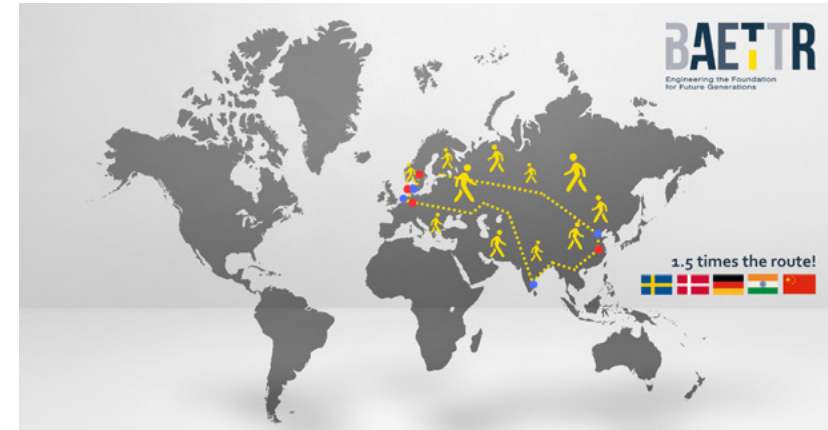 BAETTR
Engineering the Foundation
for Future Generations
1.5 times the route!